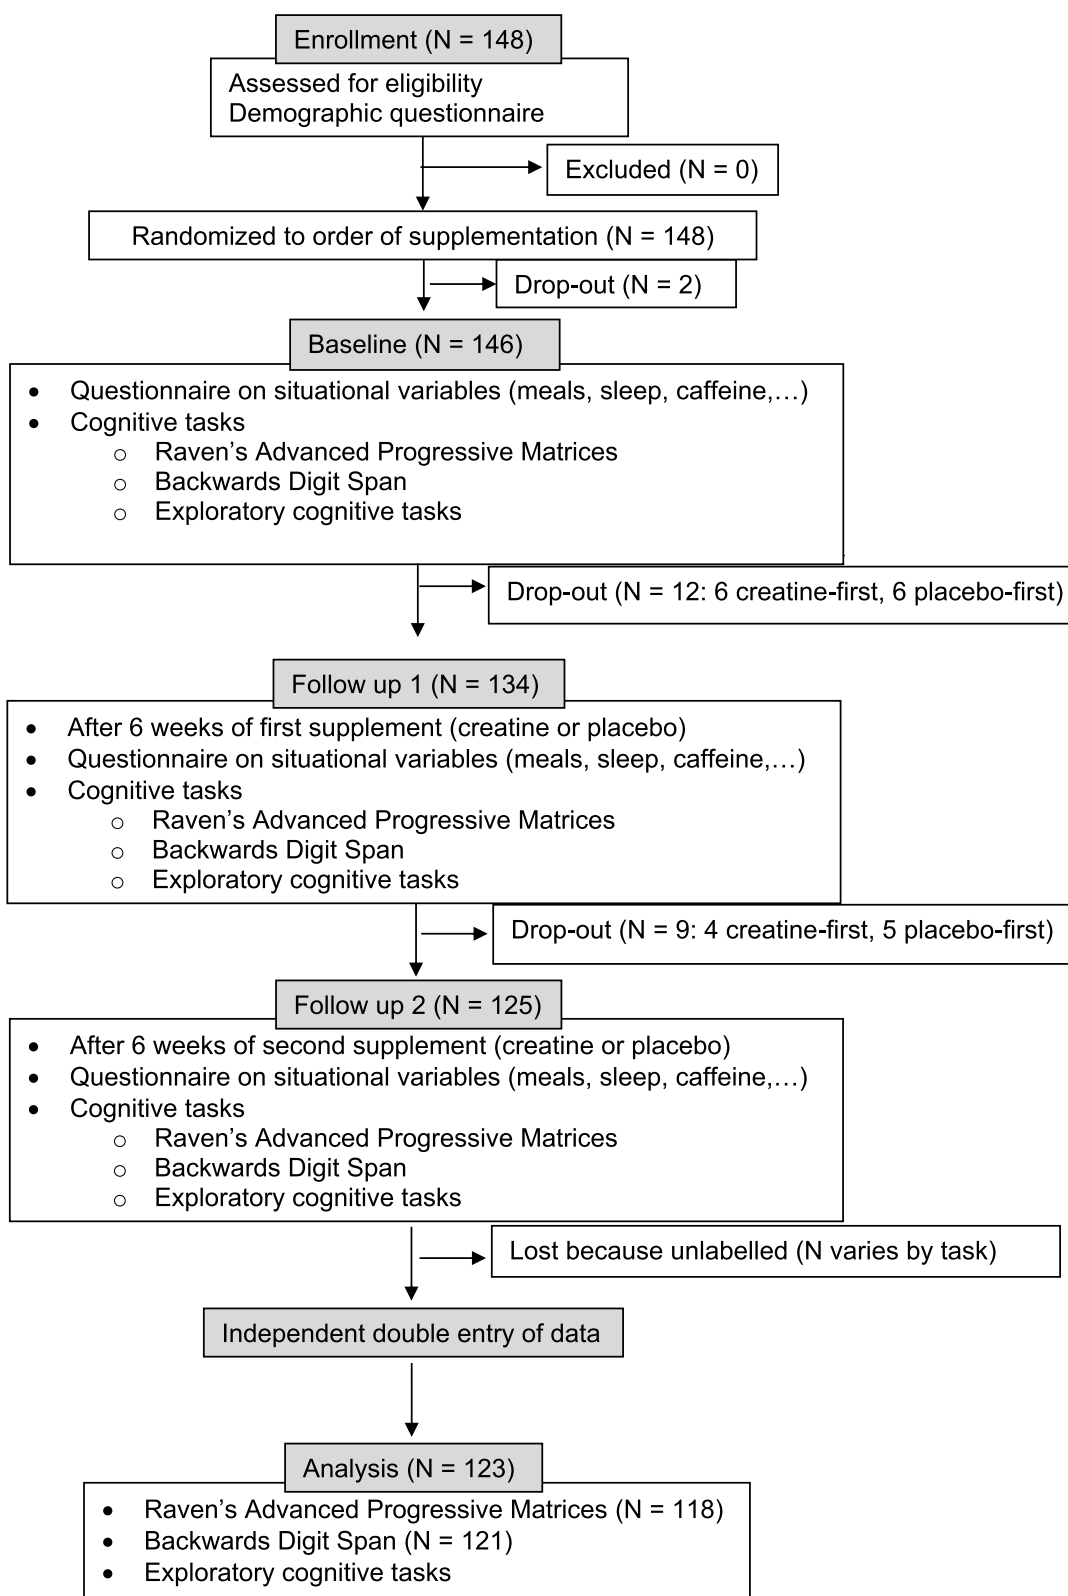 Enrollment (N = 148)
Assessed for eligibility
Demographic questionnaire
Excluded (N = 0)
Randomized to order of supplementation (N = 148)
Drop-out (N = 2)
Baseline (N = 146)
• Questionnaire on situational variables (meals, sleep, caffeine,…)
• Cognitive tasks
o Raven’s Advanced Progressive Matrices
o Backwards Digit Span
o Exploratory cognitive tasks
Drop-out (N = 12: 6 creatine-first, 6 placebo-first)
Follow up 1 (N = 134)
• After 6 weeks of first supplement (creatine or placebo)
• Questionnaire on situational variables (meals, sleep, caffeine,…)
• Cognitive tasks
o Raven’s Advanced Progressive Matrices
o Backwards Digit Span
o Exploratory cognitive tasks
Drop-out (N = 9: 4 creatine-first, 5 placebo-first)
Follow up 2 (N = 125)
• After 6 weeks of second supplement (creatine or placebo)
• Questionnaire on situational variables (meals, sleep, caffeine,…)
• Cognitive tasks
o Raven’s Advanced Progressive Matrices
o Backwards Digit Span
o Exploratory cognitive tasks
Lost because unlabelled (N varies by task)
Independent double entry of data
Analysis (N = 123)
• Raven’s Advanced Progressive Matrices (N = 118)
• Backwards Digit Span (N = 121)
• Exploratory cognitive tasks